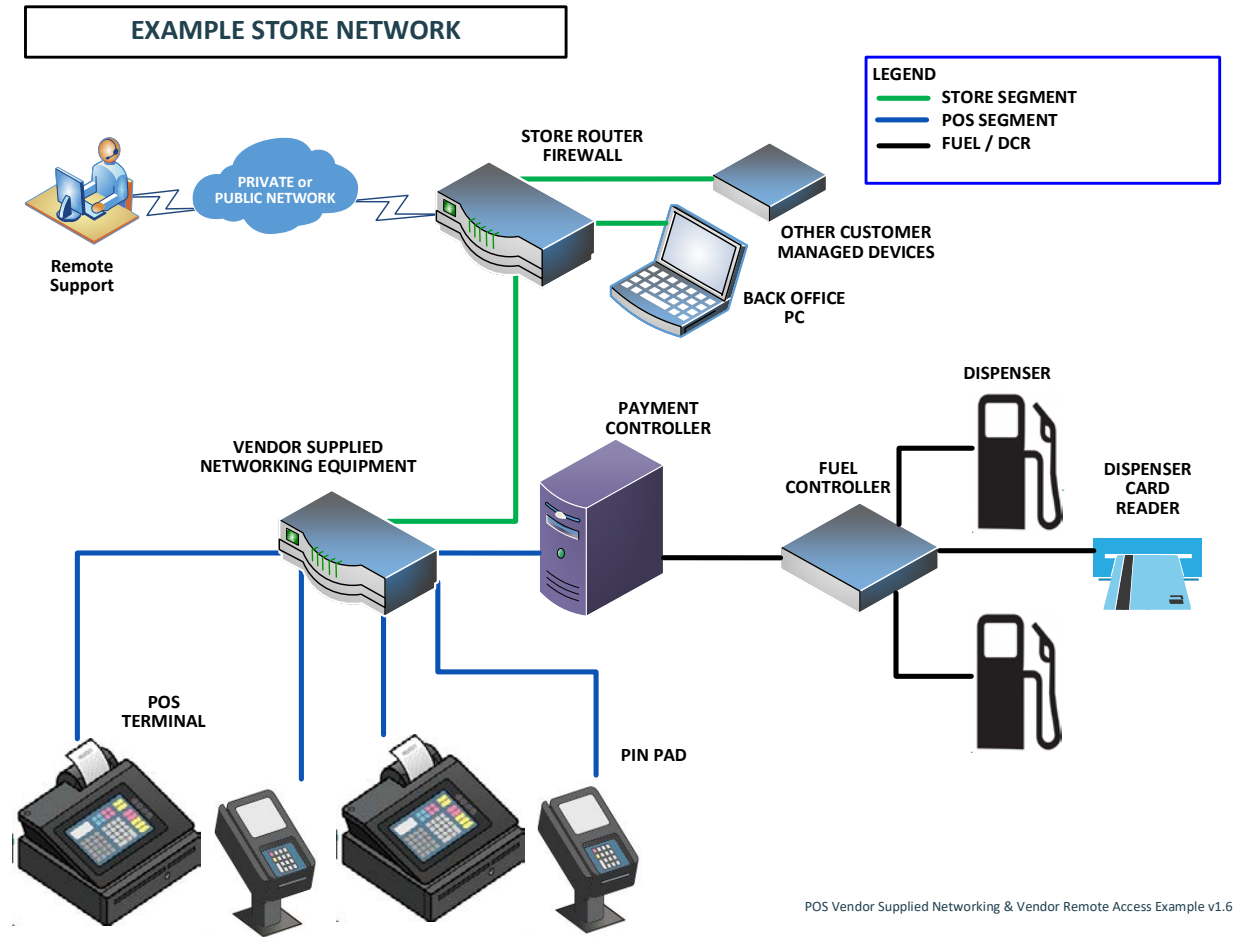 EXAMPLE STORE NETWORK
LEGEND
STORE SEGMENT
POS SEGMENT
FUEL / DCR
STORE ROUTER
FIREWALL
PRIVATE or
PUBLIC NETWORK
Remote
Support
OTHER CUSTOMER
MANAGED DEVICES
BACK OFFICE
PC
DISPENSER
PAYMENT
CONTROLLER
VENDOR SUPPLIED
NETWORKING EQUIPMENT
FUEL
CONTROLLER
DISPENSER
CARD
READER
POS
TERMINAL
PIN PAD
POS Vendor Supplied Networking & Vendor Remote Access Example v1.6